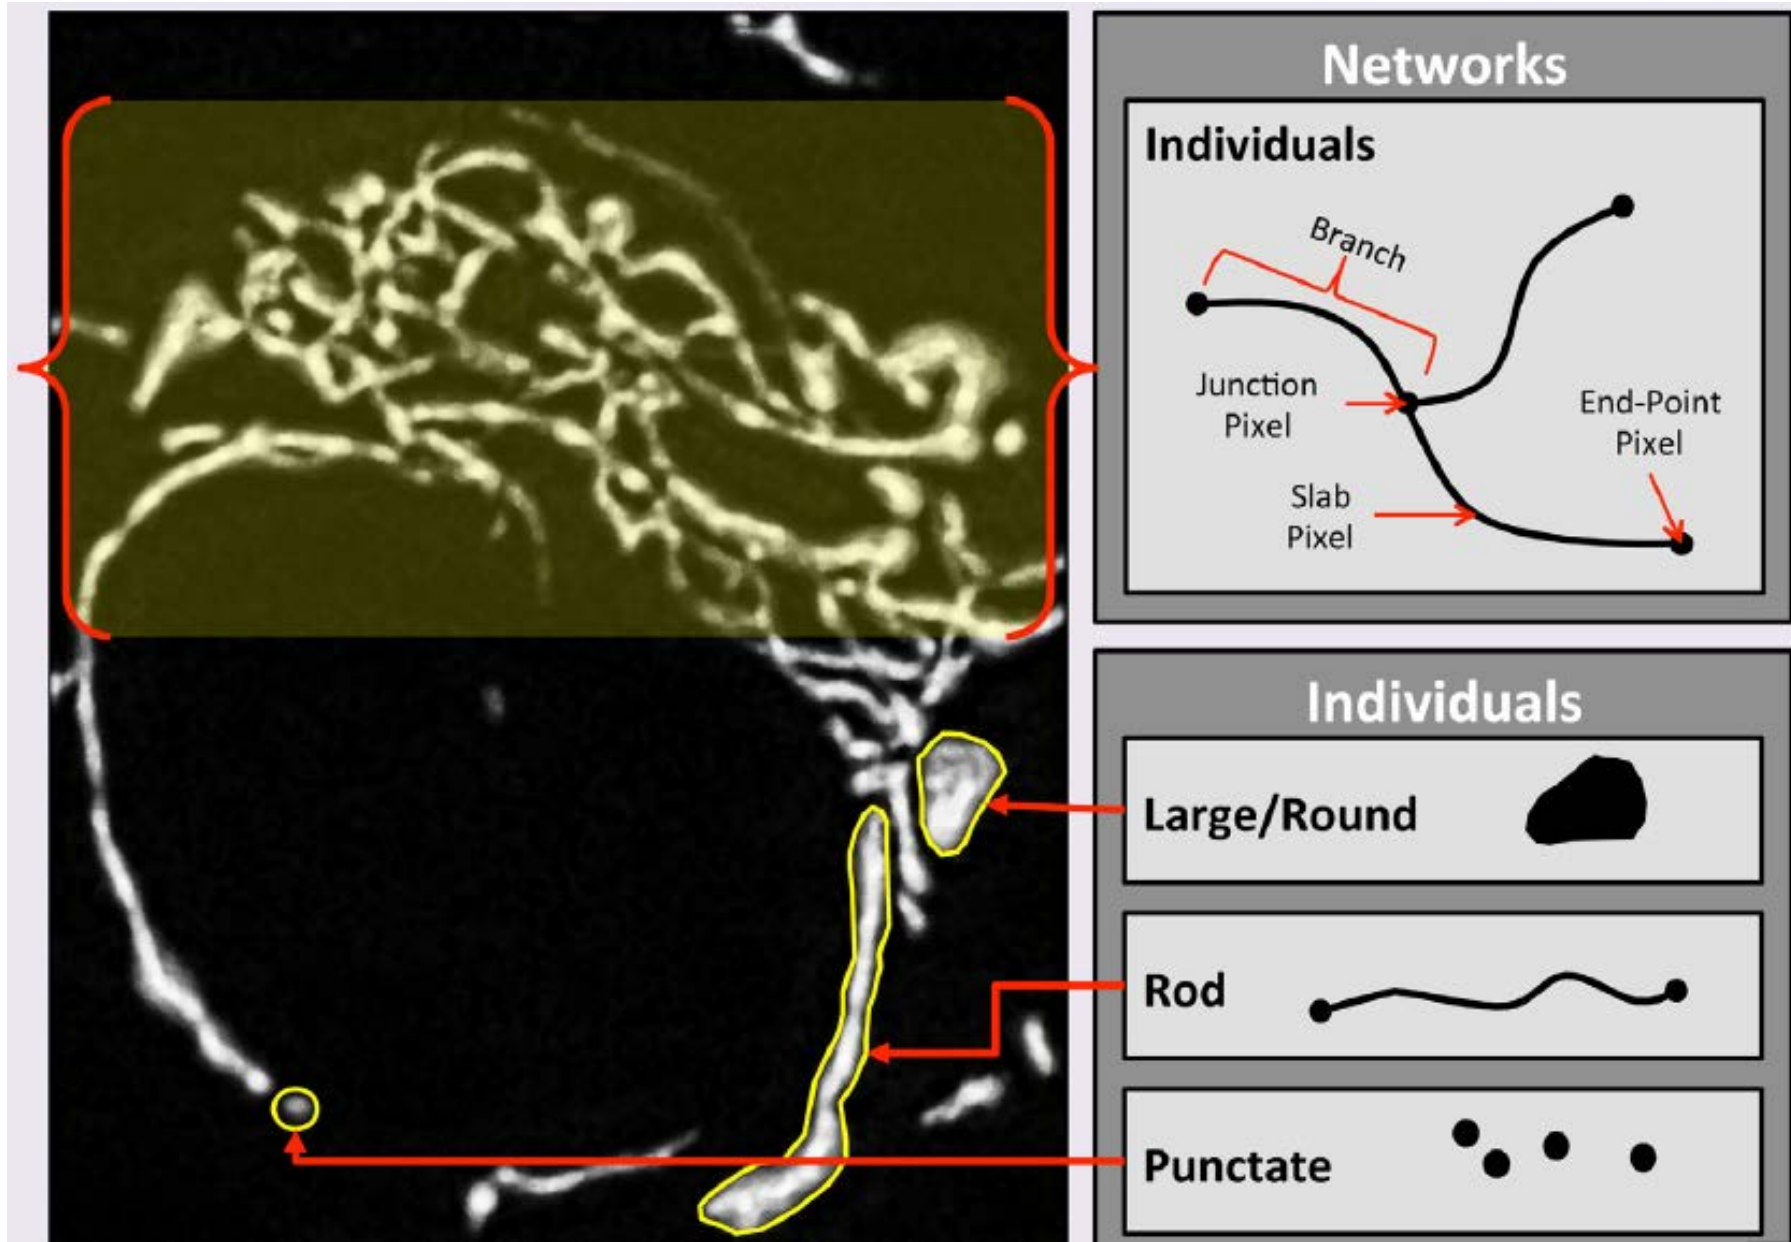 Networks
Individuals
Branch
Junction
Pixel
End-Point
Pixel
Slab
Pixel
Individuals
Large/Round
Rod
Punctate